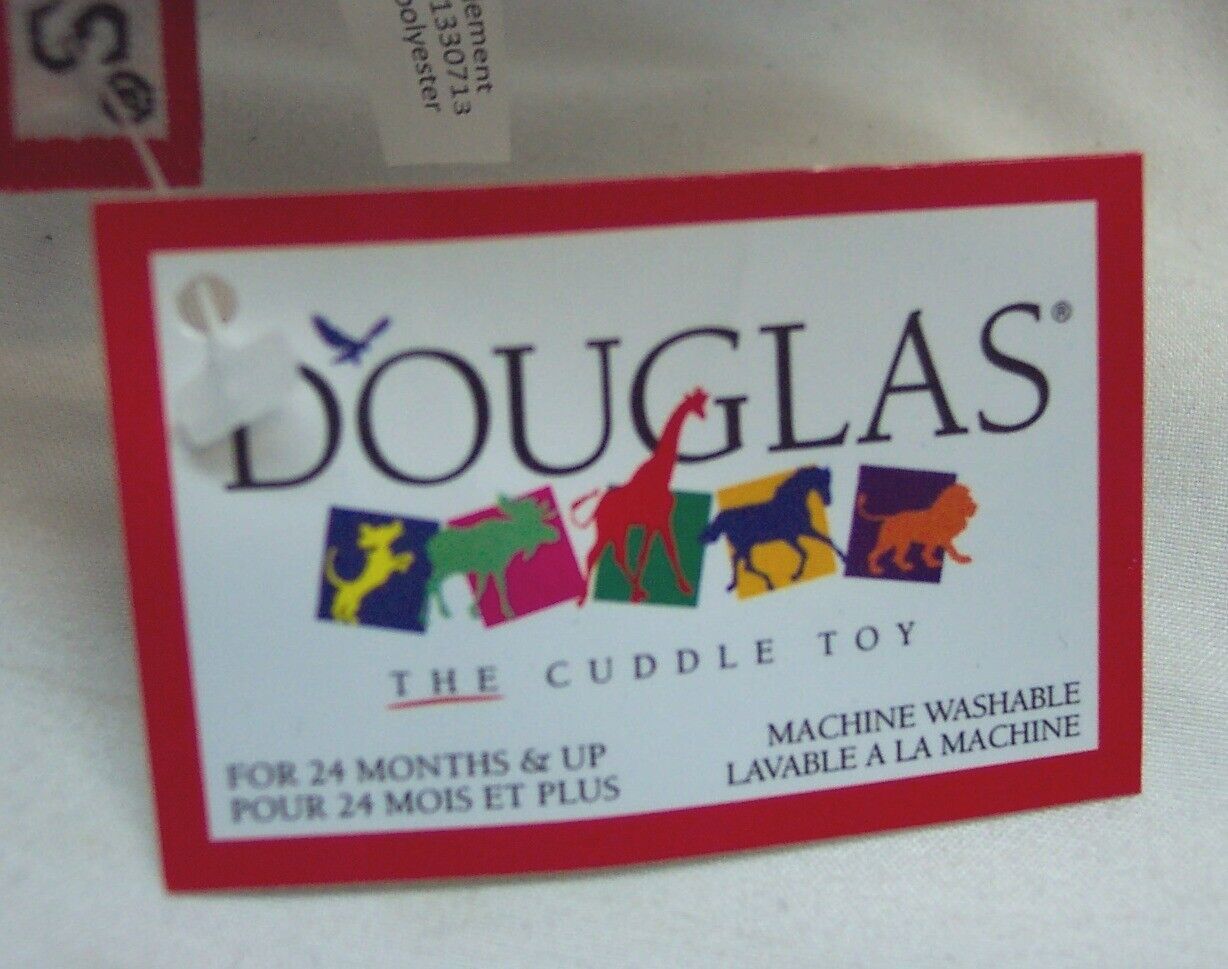 S®
ement
1330713
polyester
DOUGLAS®
THE CUDDLE TOY
FOR 24 MONTHS & UP
POUR 24 MOIS ET PLUS
MACHINE WASHABLE
LAVABLE A LA MACHINE